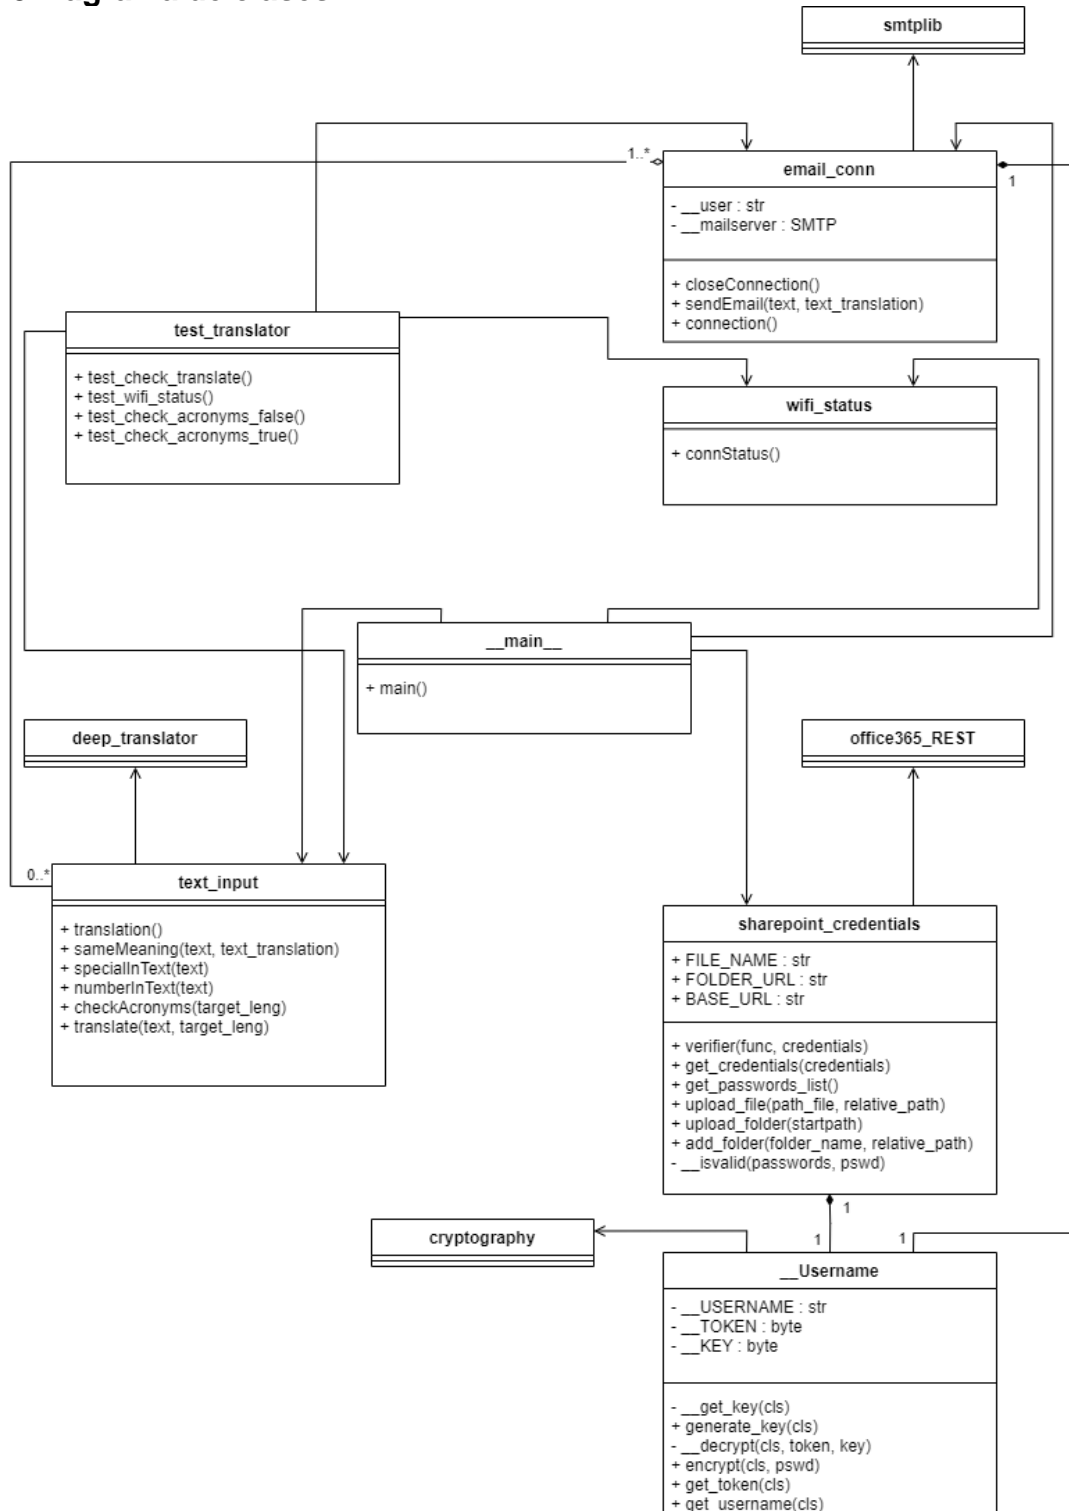 smtplib
1..*
email_conn
1
- __user : str
- __mailserver : SMTP
+ closeConnection()
+ sendEmail(text, text_translation)
+ connection()
test_translator
+ test_check_translate()
+ test_wifi_status()
+ test_check_acronyms_false()
+ test_check_acronyms_true()
wifi_status
+ connStatus()
__main__
+ main()
deep_translator
office365_REST
0..*
text_input
+ translation()
+ sameMeaning(text, text_translation)
+ specialInText(text)
+ numberInText(text)
+ checkAcronyms(target_leng)
+ translate(text, target_leng)
sharepoint_credentials
+ FILE_NAME : str
+ FOLDER_URL : str
+ BASE_URL : str
+ verifier(func, credentials)
+ get_credentials(credentials)
+ get_passwords_list()
+ upload_file(path_file, relative_path)
+ upload_folder(startpath)
+ add_folder(folder_name, relative_path)
- __isvalid(passwords, pswd)
1
1
1
cryptography
__Username
- __USERNAME : str
- __TOKEN : byte
- __KEY : byte
- __get_key(cls)
+ generate_key(cls)
- __decrypt(cls, token, key)
+ encrypt(cls, pswd)
+ get_token(cls)
+ get_username(cls)